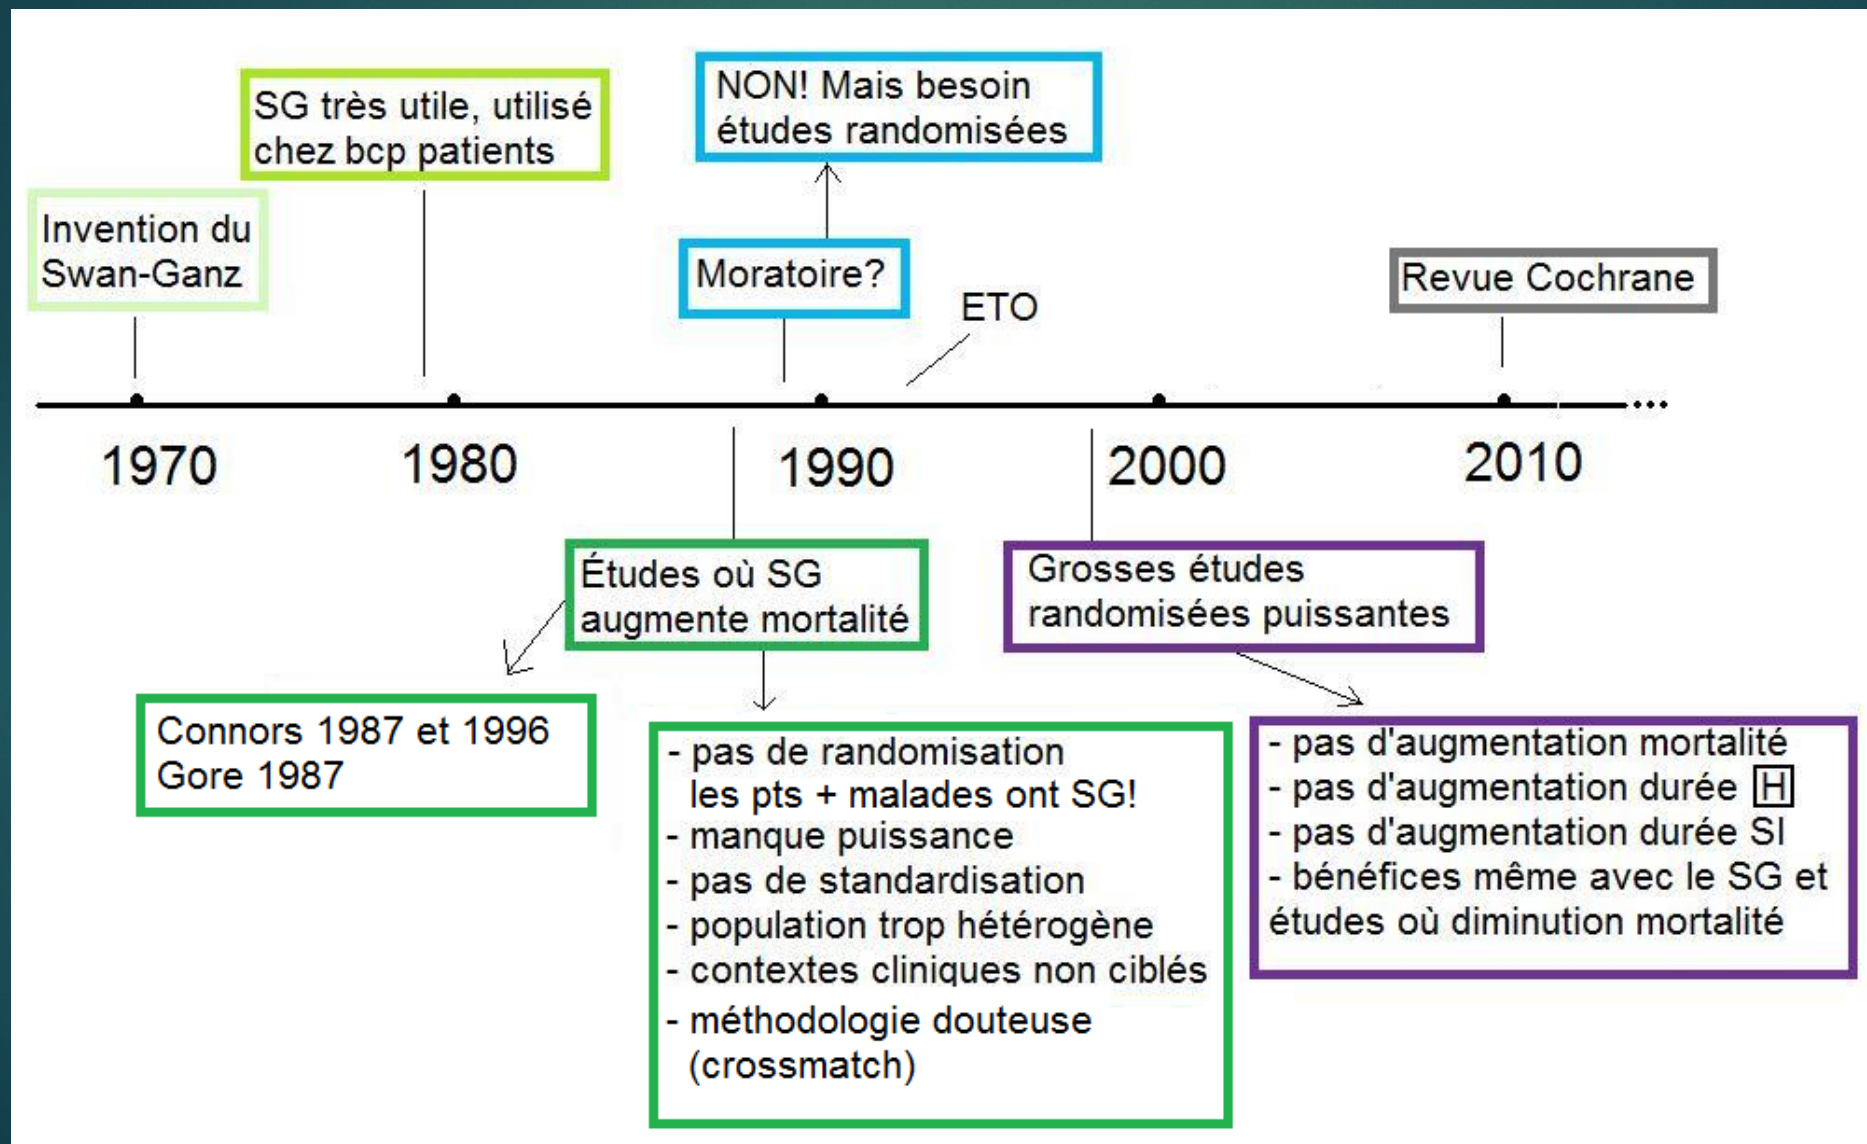 Invention du
Swan-Ganz
SG très utile, utilisé
chez bcp patients
NON! Mais besoin
études randomisées
Moratoire?
ETO
Revue Cochrane
1970
1980
1990
2000
2010
Études où SG
augmente mortalité
Connors 1987 et 1996
Gore 1987
- pas de randomisation
les pts + malades ont SG!
- manque puissance
- pas de standardisation
- population trop hétérogène
- contextes cliniques non ciblés
- méthodologie douteuse
(crossmatch)
Grosses études
randomisées puissantes
- pas d'augmentation mortalité
- pas d'augmentation durée H
- pas d'augmentation durée SI
- bénéfices même avec le SG et
études où diminution mortalité